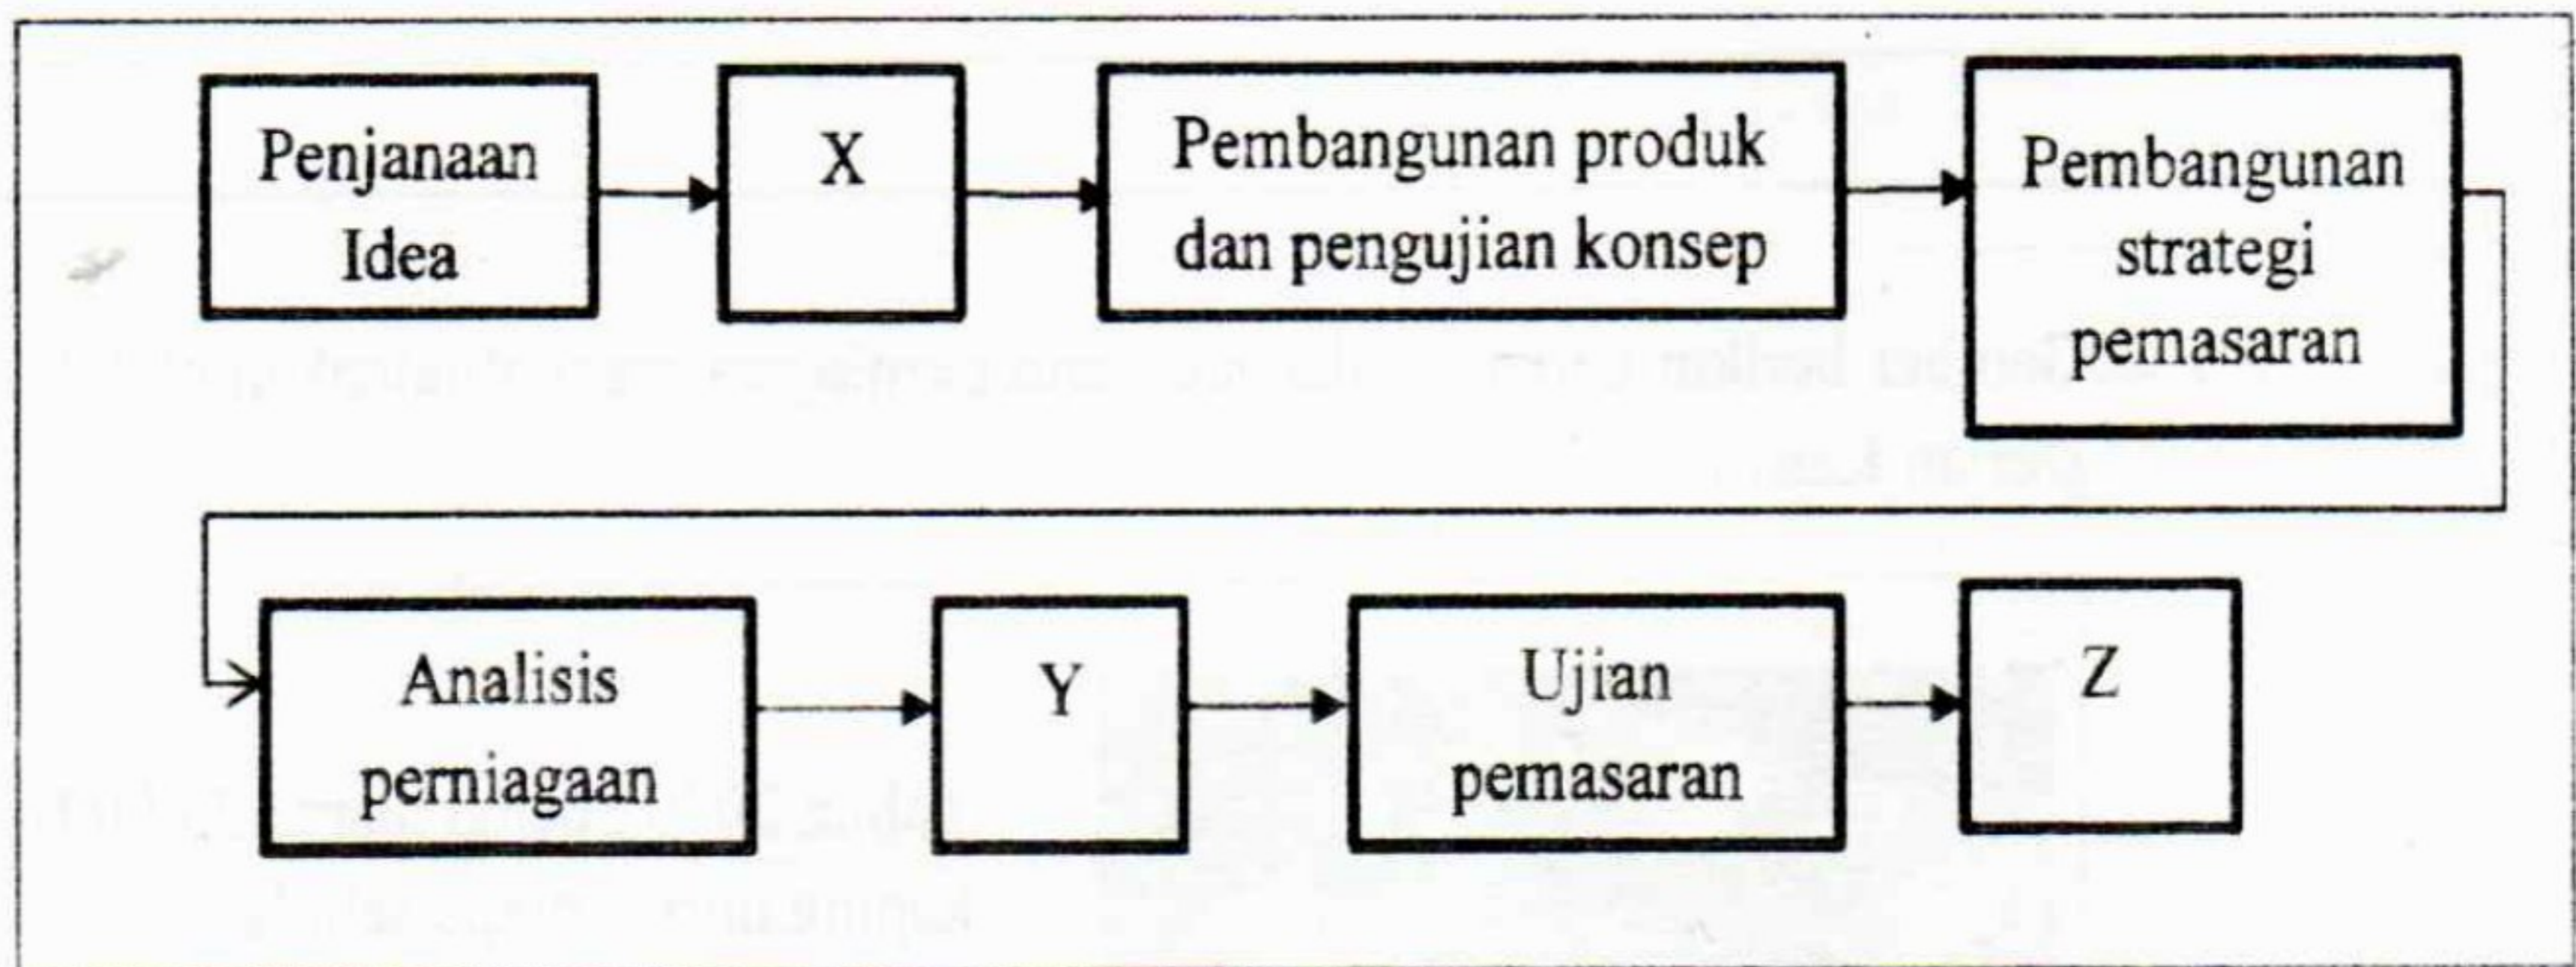 Penjanaan
Idea
X
Pembangunan produk
dan pengujian konsep
Pembangunan
strategi
pemasaran
Analisis
perniagaan
Y
Ujian
pemasaran
Z